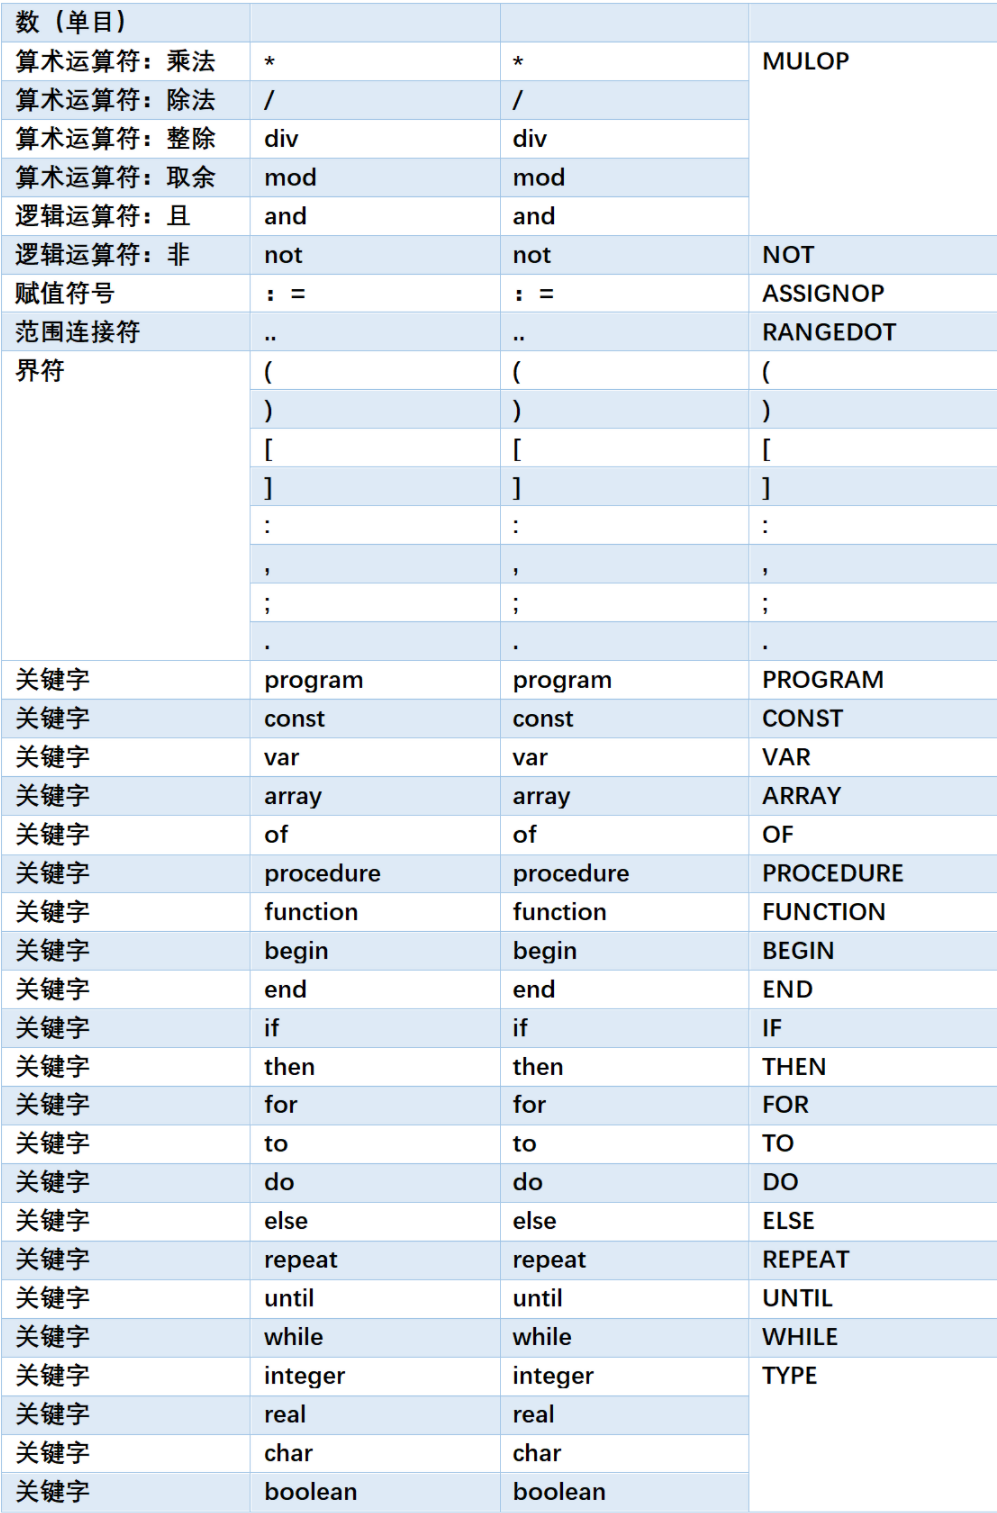 数（单目）
算术运算符：乘法 * * MULOP
算术运算符：除法 / /
算术运算符：整除 div div
算术运算符：取余 mod mod
逻辑运算符：且 and and
逻辑运算符：非 not not NOT
赋值符号 ：= ：= ASSIGNOP
范围连接符 .. .. RANGEDOT
界符 ( ( (
) ) )
[ [ [
] ] ]
: : :
, , ,
; ; ;
. . .
关键字 program program PROGRAM
关键字 const const CONST
关键字 var var VAR
关键字 array array ARRAY
关键字 of of OF
关键字 procedure procedure PROCEDURE
关键字 function function FUNCTION
关键字 begin begin BEGIN
关键字 end end END
关键字 if if IF
关键字 then then THEN
关键字 for for FOR
关键字 to to TO
关键字 do do DO
关键字 else else ELSE
关键字 repeat repeat REPEAT
关键字 until until UNTIL
关键字 while while WHILE
关键字 integer integer TYPE
关键字 real real
关键字 char char
关键字 boolean boolean